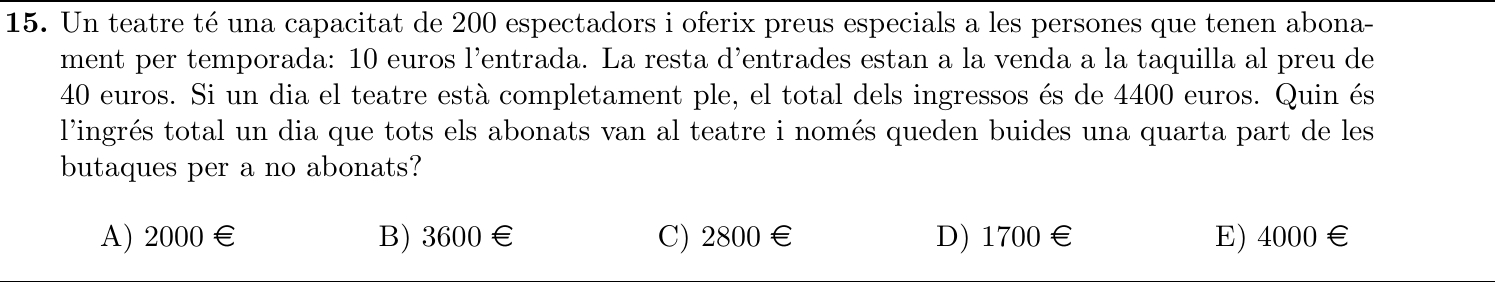 15. Un teatre té una capacitat de 200 espectadors i oferix preus especials a les persones que tenen abona-
ment per temporada: 10 euros l'entrada. La resta d'entrades estan a la venda a la taquilla al preu de
40 euros. Si un dia el teatre està completament ple, el total dels ingressos és de 4400 euros. Quin és
l'ingrés total un dia que tots els abonats van al teatre i només queden buides una quarta part de les
butaques per a no abonats?
A) 2000 € B) 3600 € C) 2800 € D) 1700 € E) 4000 €